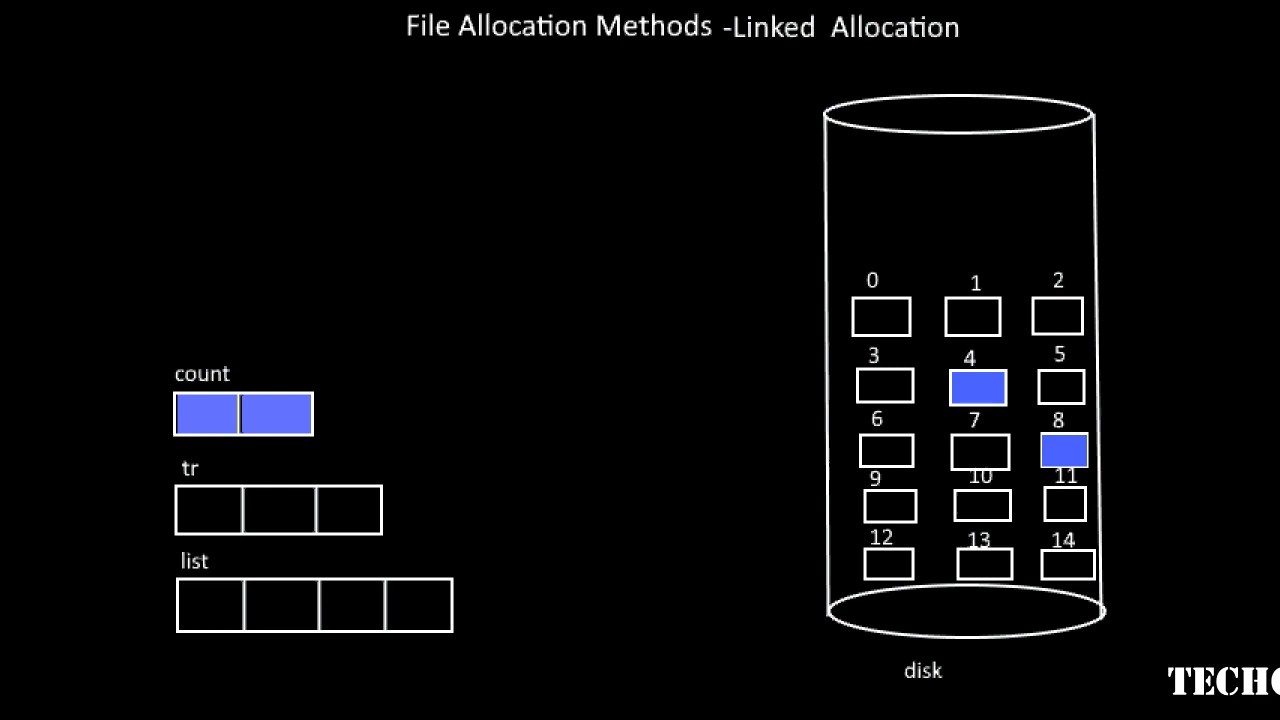 File Allocation Methods -Linked Allocation
0 1 2
3 4 5
count
6 7 8
tr
9 10 11
12 13 14
list
disk
TECH